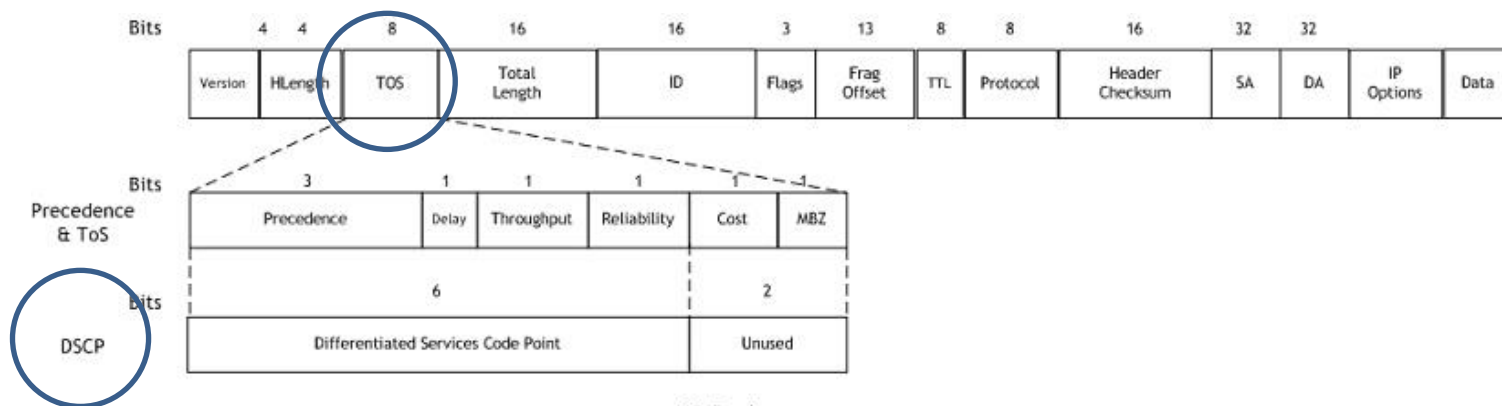 Bits 4 4 8 16 16 3 13 8 8 16 32 32
Version HLength TOS Total Length ID Flags Frag Offset TTL Protocol Header Checksum SA DA IP Options Data
Bits 3 1 1 1 1 1
Precedence & ToS
Precedence Delay Throughput Reliability Cost MBZ
Bits 6 2
DSCP Differentiated Services Code Point Unused